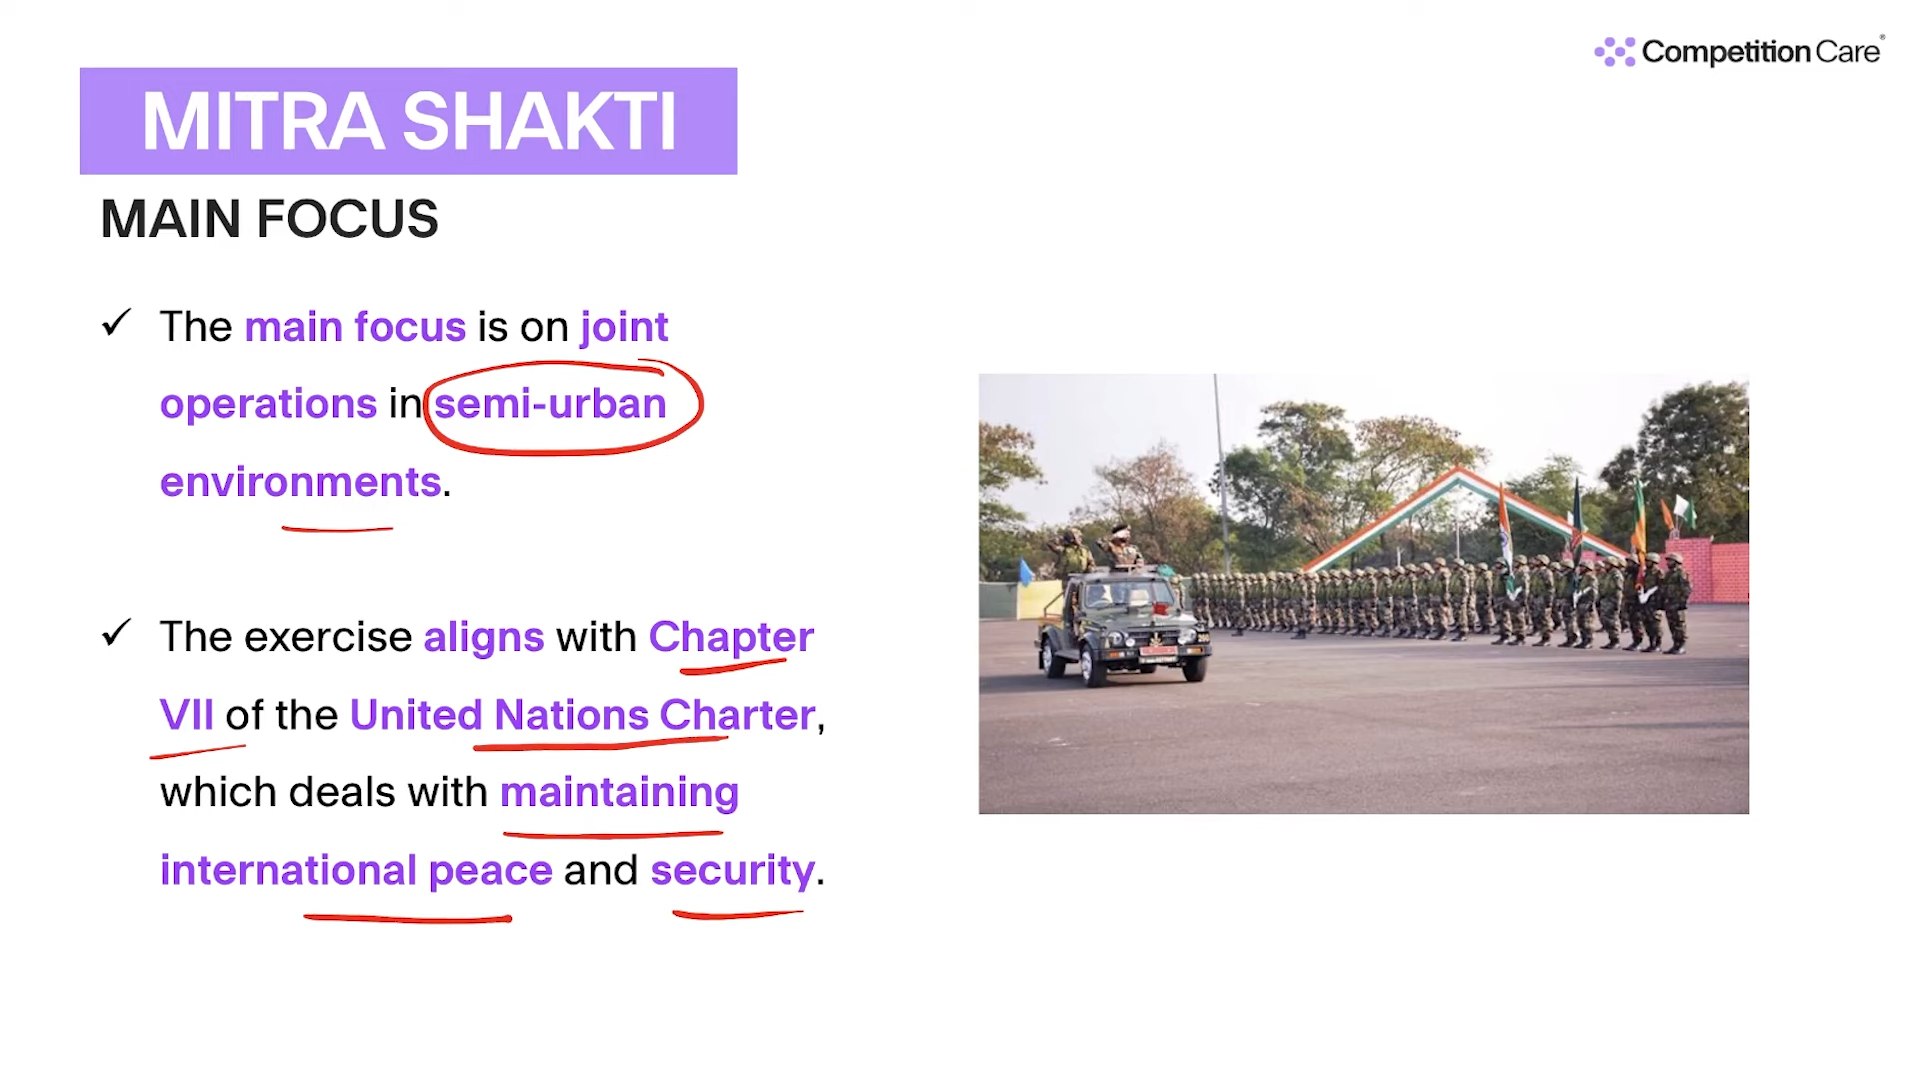 Competition Care
MITRA SHAKTI
MAIN FOCUS
✓ The main focus is on joint
operations in semi-urban
environments.
✓ The exercise aligns with Chapter
VII of the United Nations Charter,
which deals with maintaining
international peace and security.